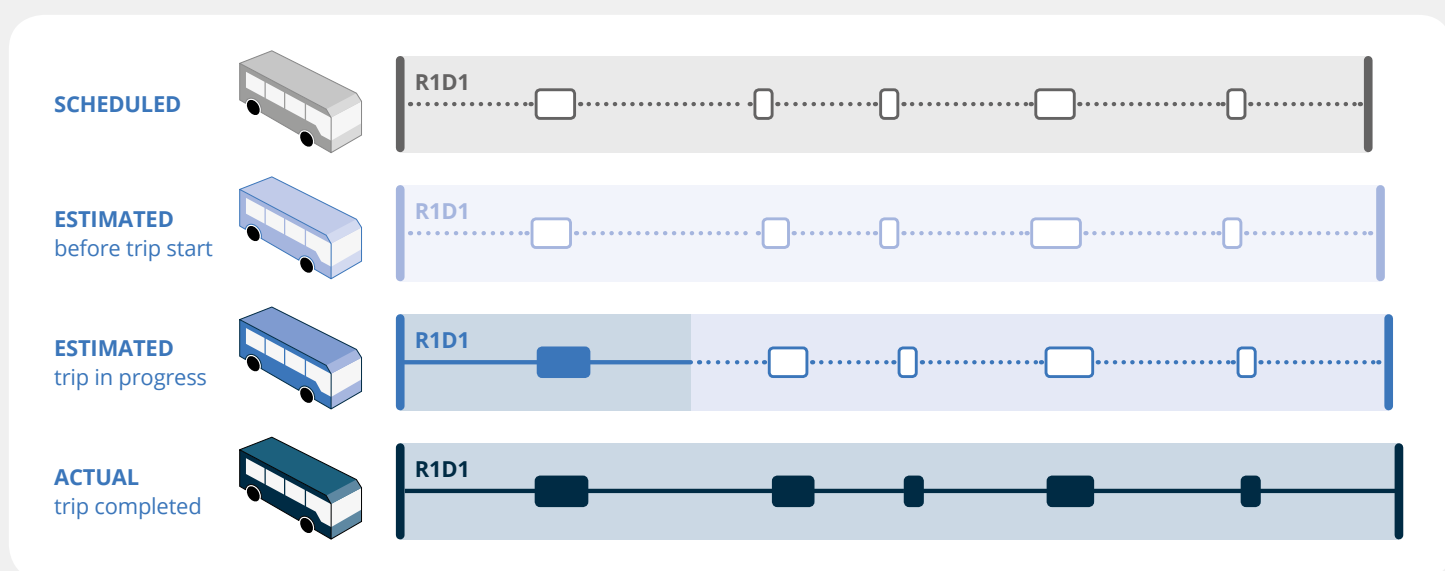 SCHEDULED
R1D1
ESTIMATED
before trip start
R1D1
ESTIMATED
trip in progress
R1D1
ACTUAL
trip completed
R1D1